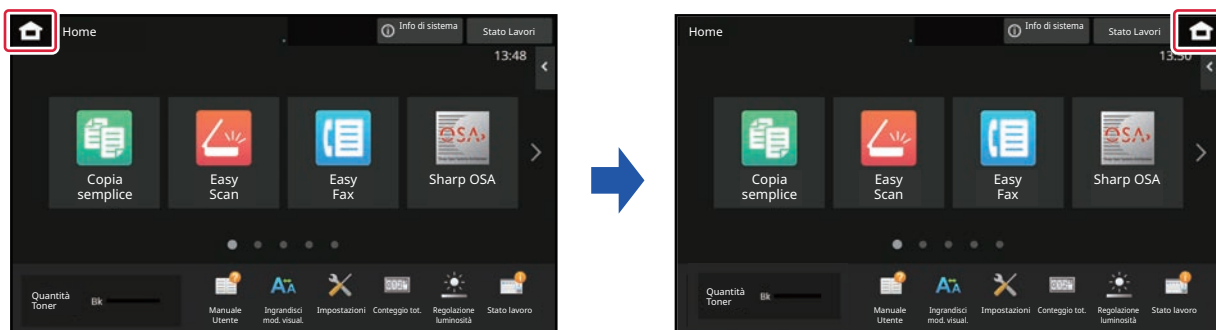 Home
Info di sistema
Stato Lavori
13:48
Copia
semplice
Easy
Scan
Easy
Fax
OSA
Sharp OSA
Quantità
Toner
Bk
Manuale
Utente
Ingrandisci
mod. visual.
Impostazioni
Conteggio tot.
Regolazione
luminosità
Stato lavoro
Home
Info di sistema
Stato Lavori
13:50
Copia
semplice
Easy
Scan
Easy
Fax
OSA
Sharp OSA
Quantità
Toner
Bk
Manuale
Utente
Ingrandisci
mod. visual.
Impostazioni
Conteggio tot.
Regolazione
luminosità
Stato lavoro